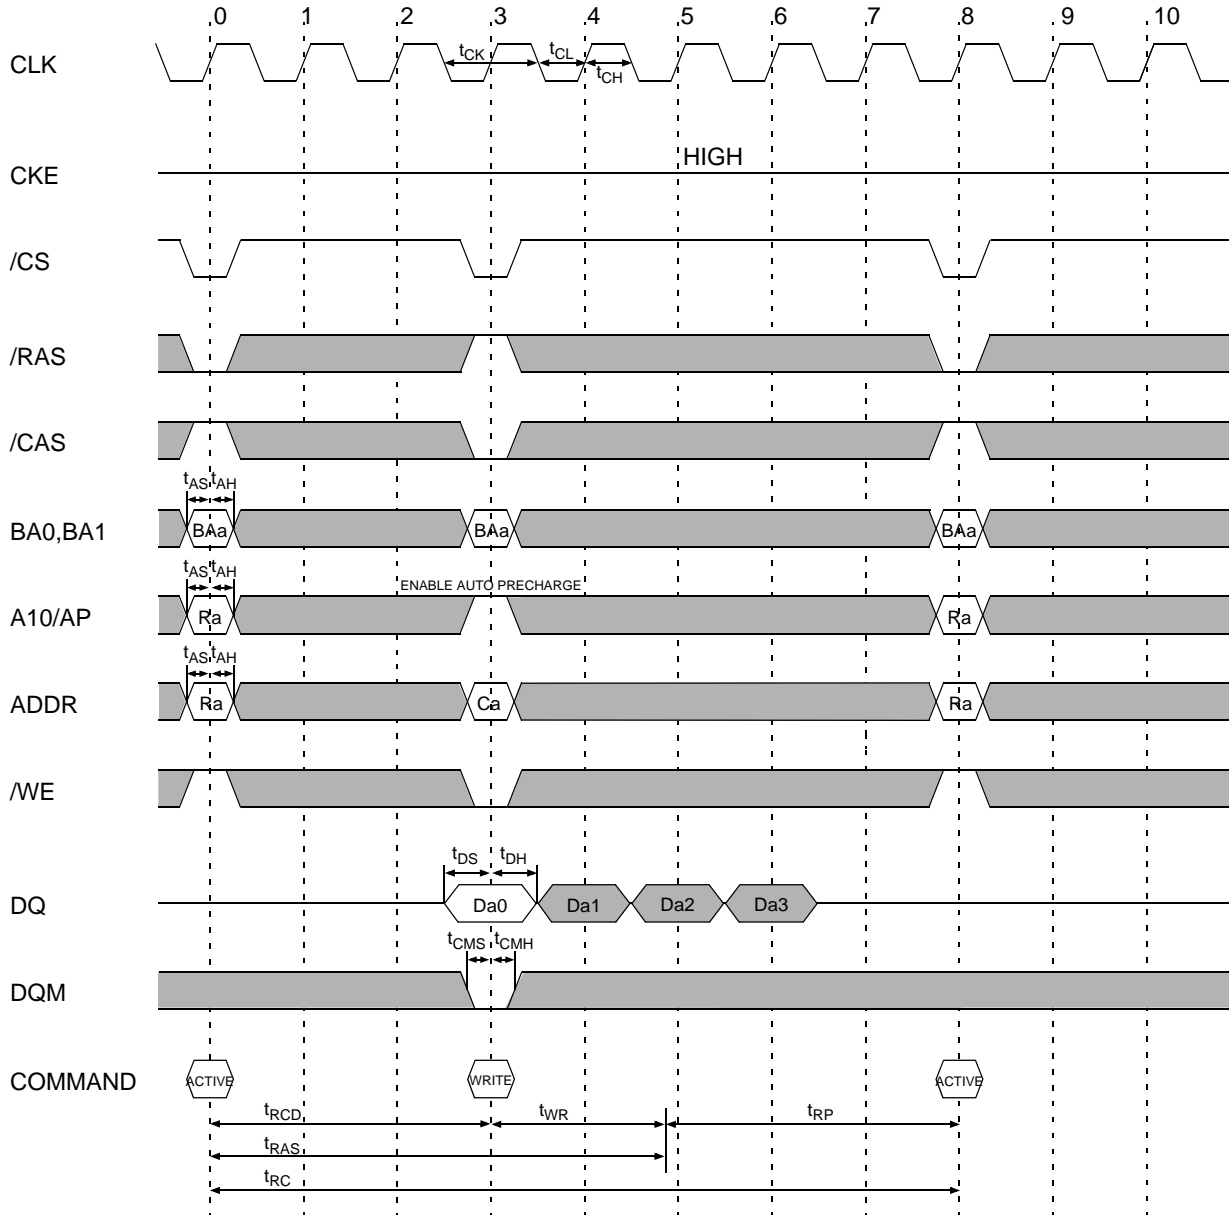 0 1 2 3 4 5 6 7 8 9 10
CLK tCK tCL tCH
CKE HIGH
/CS
/RAS
/CAS
tAS tAH
BA0,BA1 BAa BAa BAa
tAS tAH ENABLE AUTO PRECHARGE
A10/AP Ra Ra
tAS tAH
ADDR Ra Ca Ra
/WE
tDS tDH
DQ Da0 Da1 Da2 Da3
tCMS tCMH
DQM
COMMAND ACTIVE WRITE ACTIVE
tRCD tWR tRP
tRAS
tRC